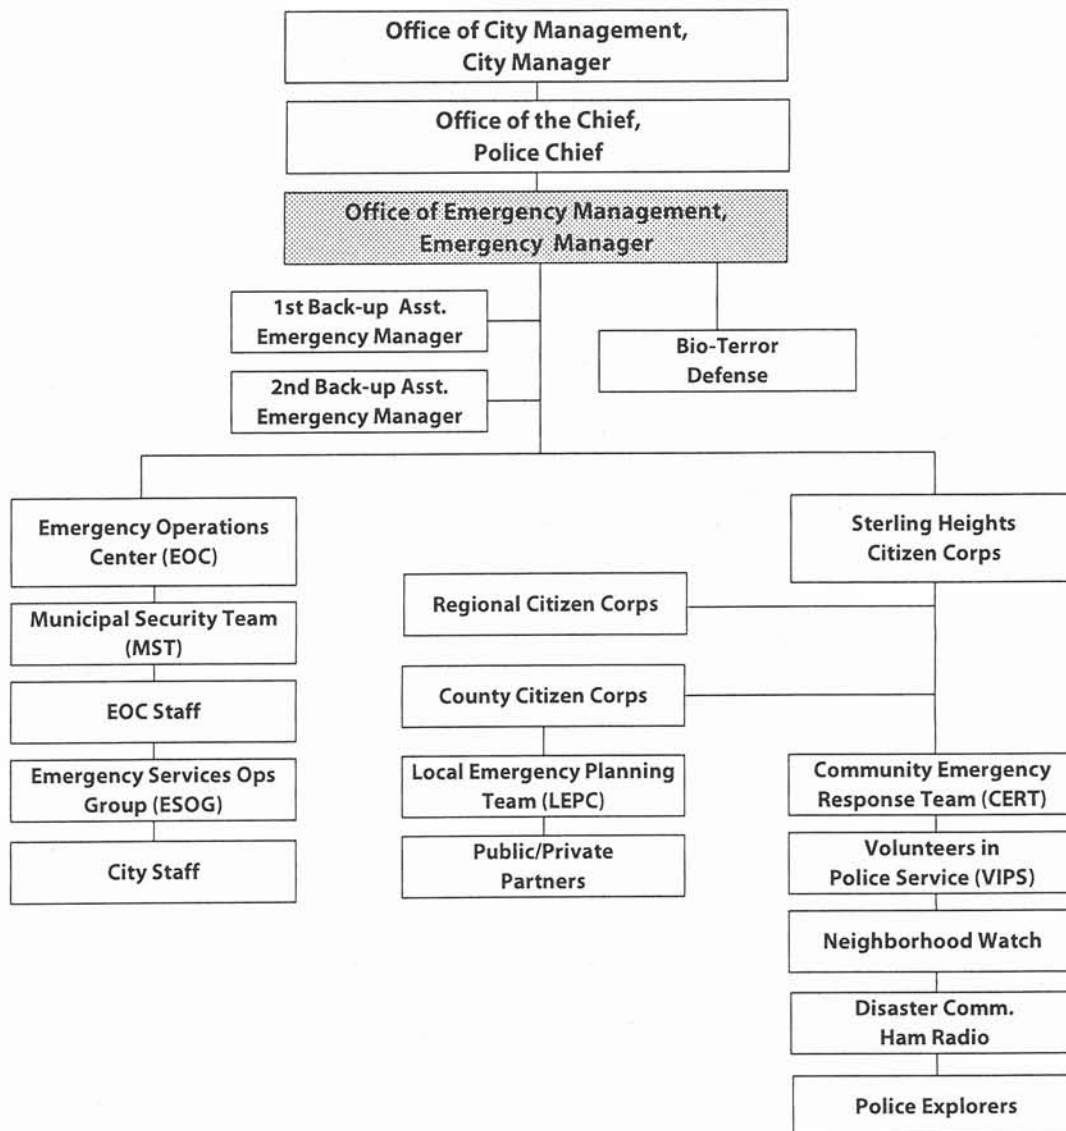 Office of City Management,
City Manager
Office of the Chief,
Police Chief
Office of Emergency Management,
Emergency Manager
1st Back-up Asst.
Emergency Manager
Bio-Terror
Defense
2nd Back-up Asst.
Emergency Manager
Emergency Operations
Center (EOC)
Municipal Security Team
(MST)
EOC Staff
Emergency Services Ops
Group (ESOG)
City Staff
Regional Citizen Corps
County Citizen Corps
Local Emergency Planning
Team (LEPC)
Public/Private
Partners
Sterling Heights
Citizen Corps
Community Emergency
Response Team (CERT)
Volunteers in
Police Service (VIPS)
Neighborhood Watch
Disaster Comm.
Ham Radio
Police Explorers